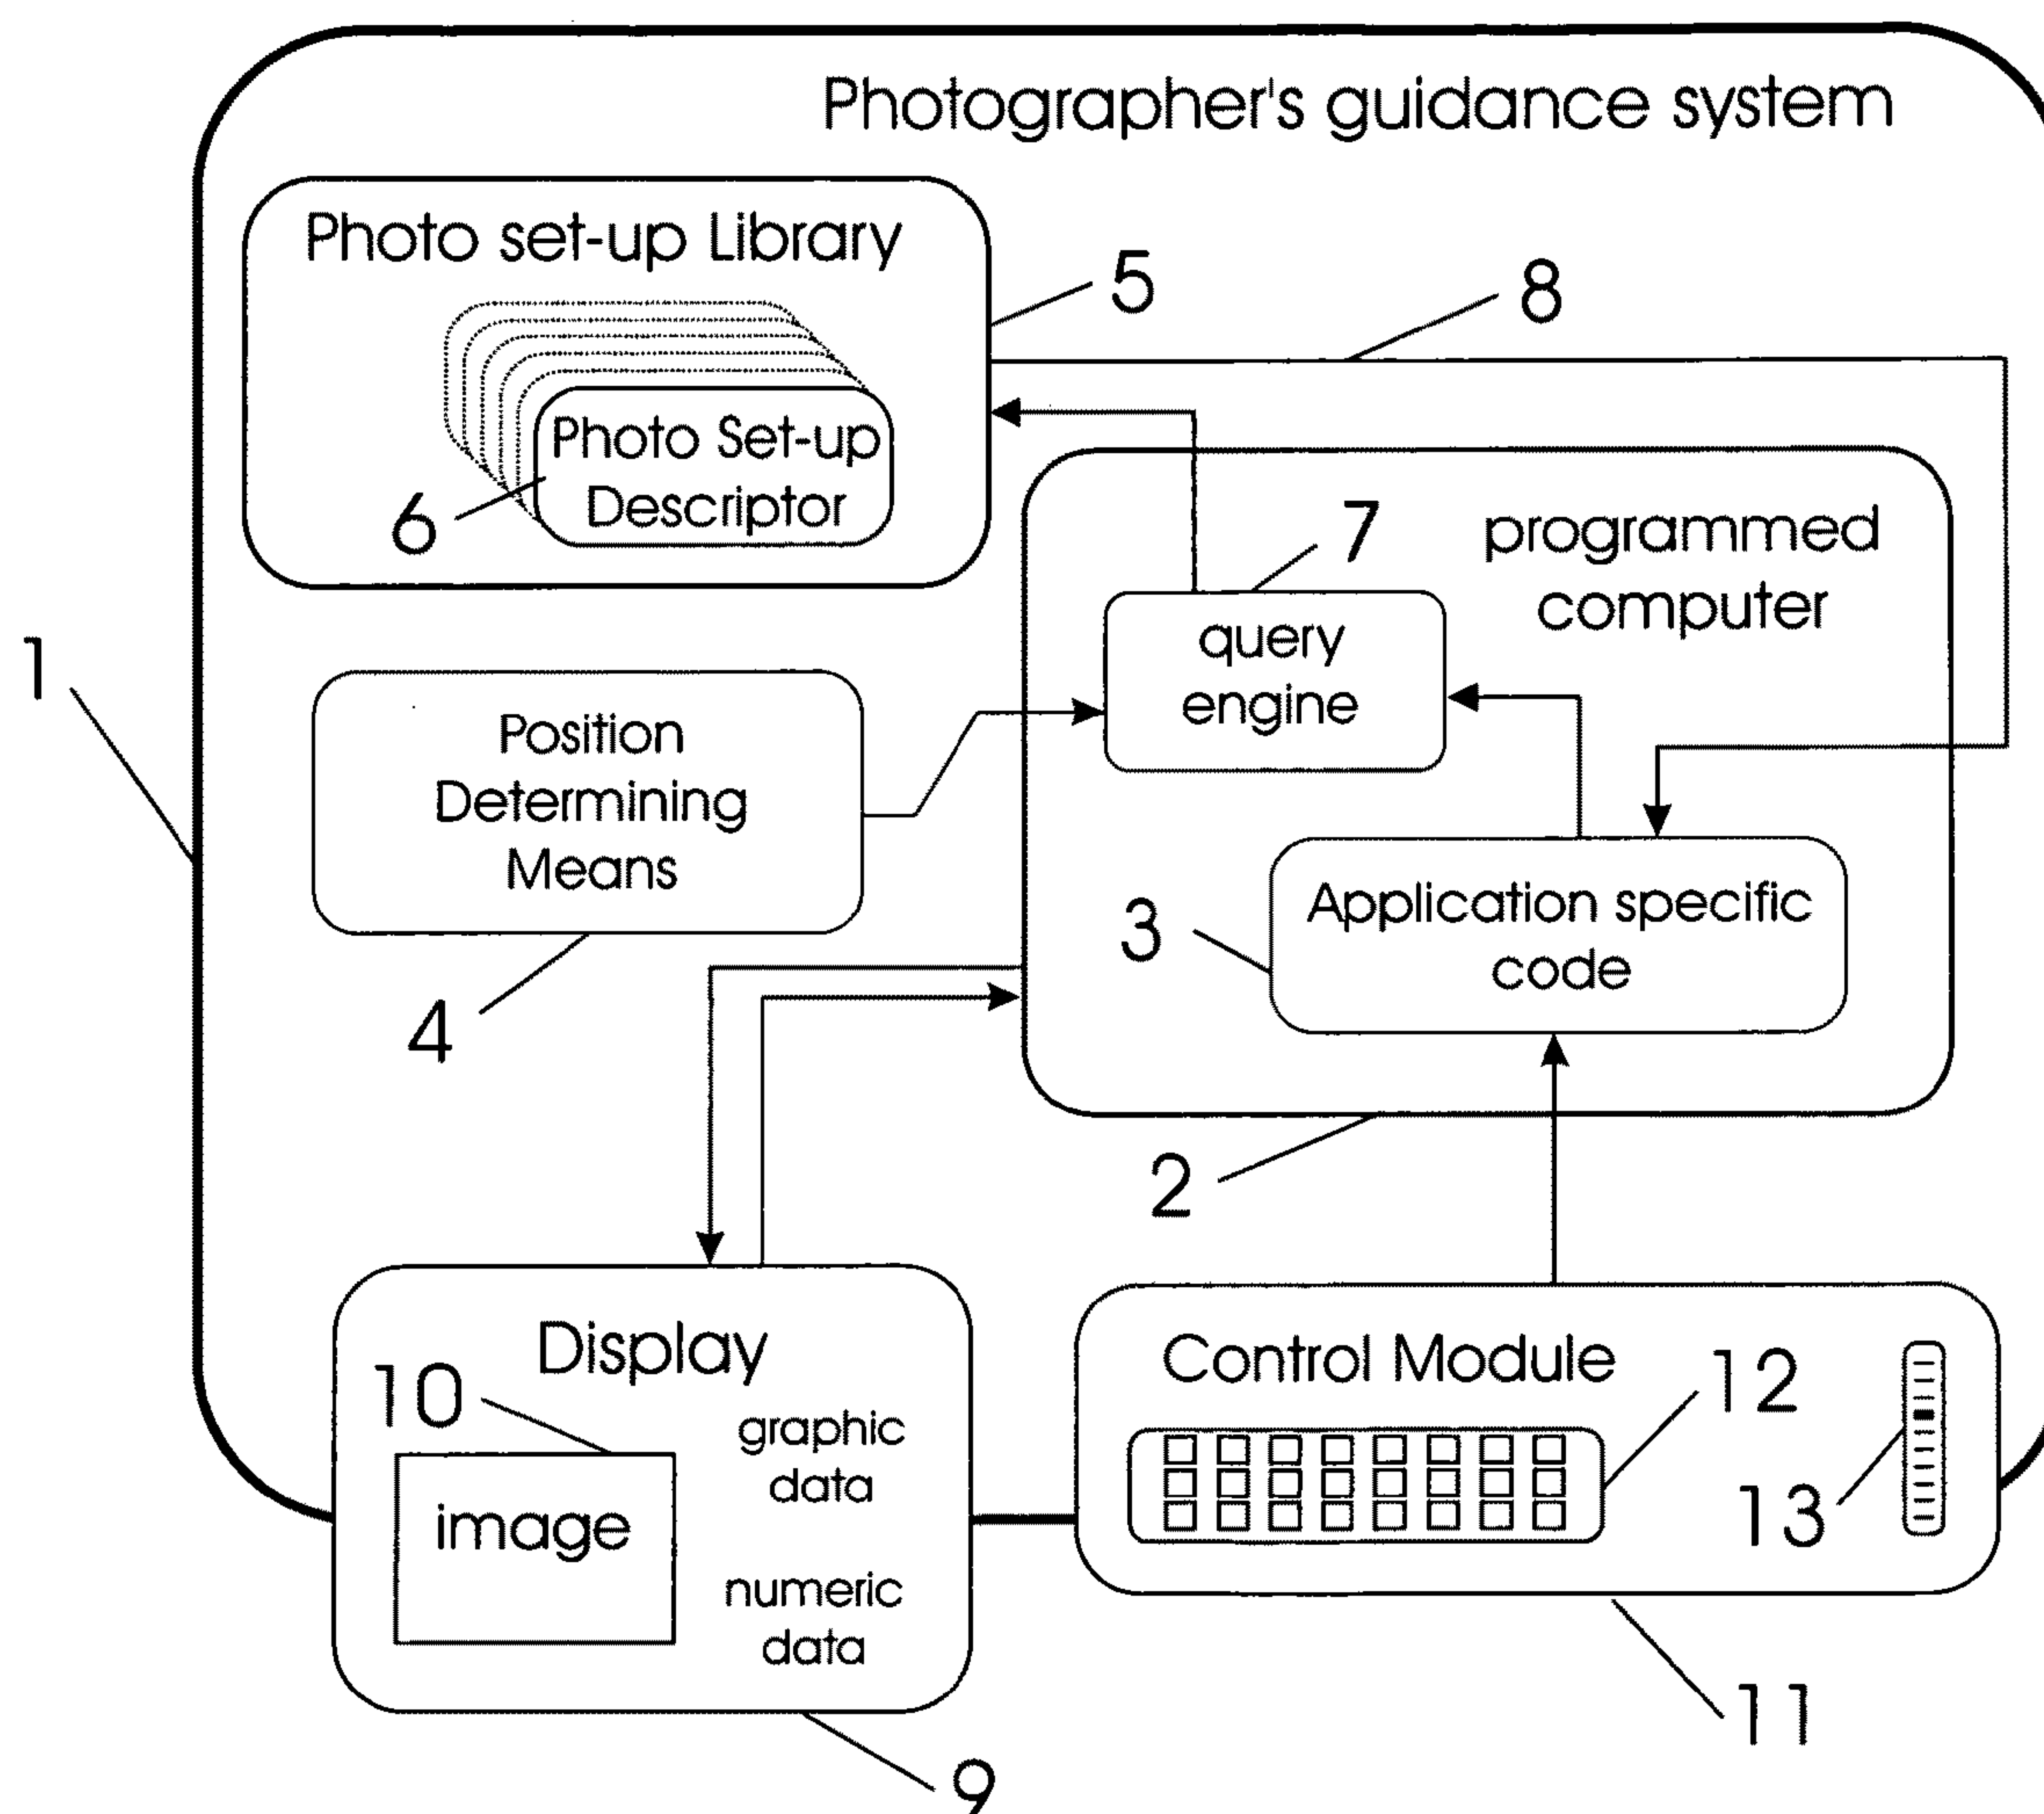 Photographer's guidance system
Photo set-up Library
5
8
Photo Set-up
Descriptor
6
7
programmed
computer
query
engine
1
Position
Determining
Means
3
Application specific
code
4
2
Display
10
graphic
data
image
numeric
data
Control Module
12
13
11
9